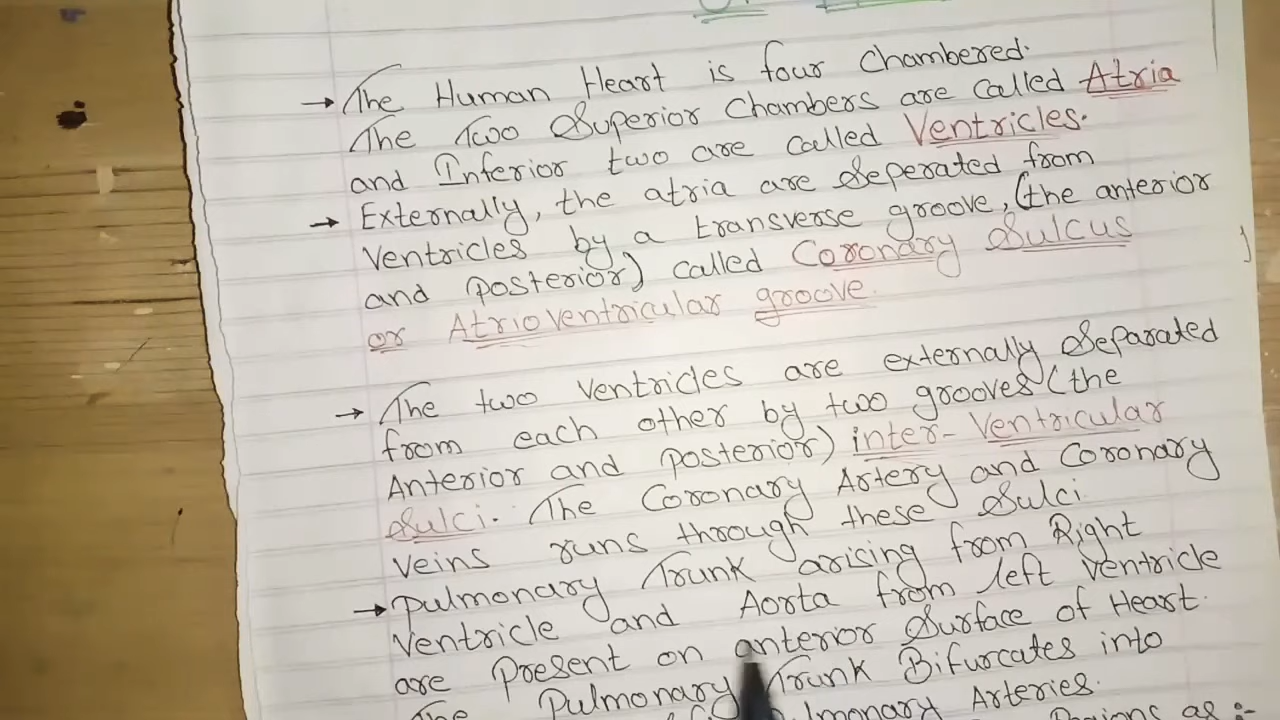 → The Human Heart is four Chambered.
The Two Superior Chambers are called Atria
and Inferior two are called Ventricles.
→ Externally, the atria are Seperated from
Ventricles by a transverse groove, (the anterior
and posterior) called Coronary Sulcus
or Atrioventricular groove.
→ The two ventricles are externally Separated
from each other by two grooves (the
Anterior and posterior) inter-Ventricular
Sulci. The Coronary Artery and Coronary
veins runs through these Sulci.
→ Pulmonary Trunk arising from Right
Ventricle and Aorta from left ventricle
are Present on anterior Surface of Heart.
The Pulmonary Trunk Bifurcates into
Arteries.
as :-